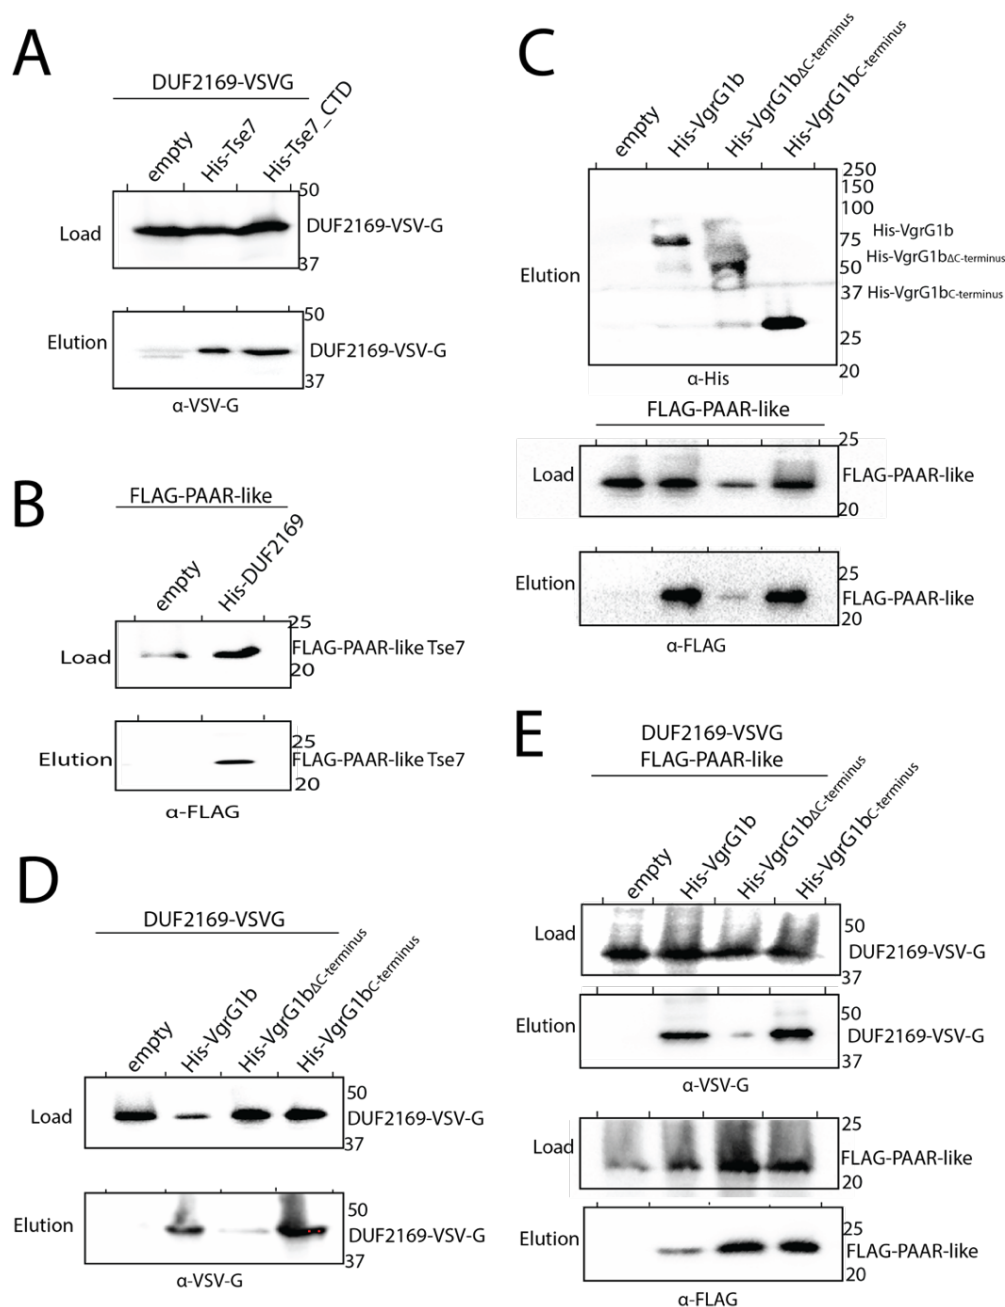 A
DUF2169-VSVG
empty
His-Tse7
His-Tse7_CTD
50
Load
DUF2169-VSV-G
37
50
Elution
DUF2169-VSV-G
37
α-VSV-G
B
FLAG-PAAR-like
empty
His-DUF2169
25
Load
FLAG-PAAR-like Tse7
20
Elution
25
FLAG-PAAR-like Tse7
20
α-FLAG
C
empty
His-VgrG1b
His-VgrG1bΔC-terminus
His-VgrG1bC-terminus
250
150
100
His-VgrG1b
75
His-VgrG1bΔC-terminus
Elution
50
37
His-VgrG1bC-terminus
25
20
α-His
FLAG-PAAR-like
25
Load
FLAG-PAAR-like
20
Elution
25
FLAG-PAAR-like
20
α-FLAG
D
DUF2169-VSVG
empty
His-VgrG1b
His-VgrG1bΔC-terminus
His-VgrG1bC-terminus
50
Load
DUF2169-VSV-G
37
50
Elution
DUF2169-VSV-G
37
α-VSV-G
E
DUF2169-VSVG
FLAG-PAAR-like
empty
His-VgrG1b
His-VgrG1bΔC-terminus
His-VgrG1bC-terminus
50
Load
DUF2169-VSV-G
37
50
Elution
DUF2169-VSV-G
37
α-VSV-G
25
Load
FLAG-PAAR-like
20
25
Elution
FLAG-PAAR-like
20
α-FLAG